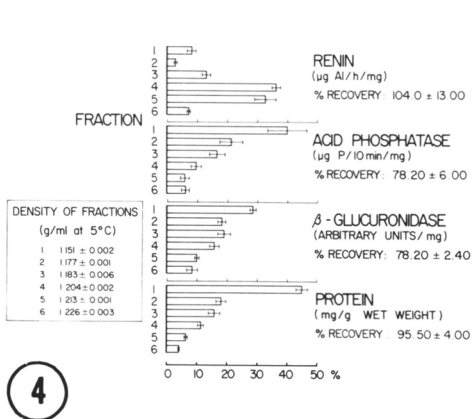 1
2
3
4
5
6
RENIN
(µg AI/h/mg)
% RECOVERY: 104.0 ± 13.00
FRACTION
1
2
3
4
5
6
ACID PHOSPHATASE
(µg P/10min/mg)
% RECOVERY: 78.20 ± 6.00
DENSITY OF FRACTIONS
(g/ml at 5°C)
1 1.151 ± 0.002
2 1.177 ± 0.001
3 1.183 ± 0.006
4 1.204 ± 0.002
5 1.213 ± 0.001
6 1.226 ± 0.003
1
2
3
4
5
6
β - GLUCURONIDASE
(ARBITRARY UNITS/mg)
% RECOVERY: 78.20 ± 2.40
1
2
3
4
5
6
PROTEIN
(mg/g WET WEIGHT)
% RECOVERY: 95.50 ± 4.00
0 10 20 30 40 50 %
4